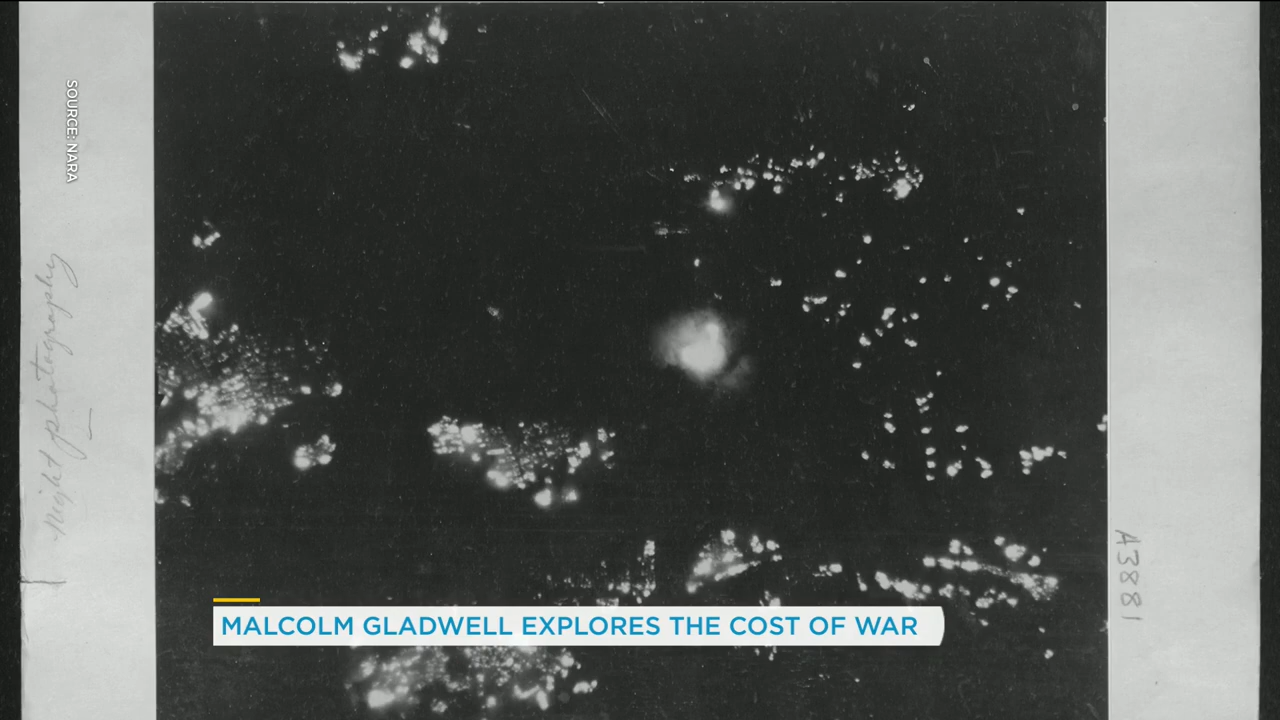 SOURCE: NARA
Night photography
A3881
MALCOLM GLADWELL EXPLORES THE COST OF WAR